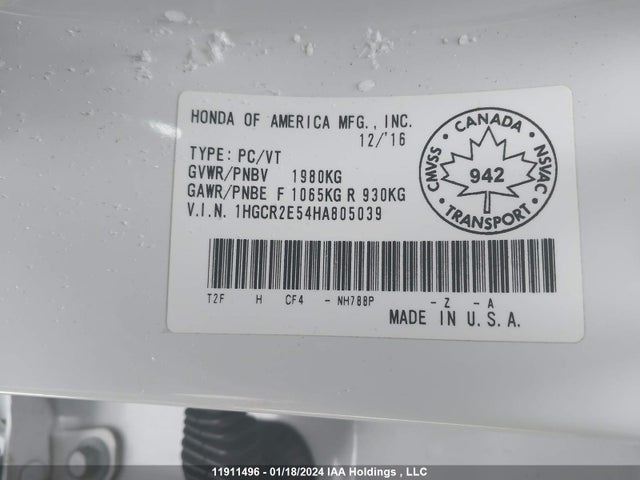 HONDA OF AMERICA MFG., INC.
12/'16
TYPE: PC/VT
GVWR/PNBV 1980KG
GAWR/PNBE F 1065KG R 930KG
V.I.N. 1HGCR2E54HA805039
CANADA
CMVSS
NSVAC
942
TRANSPORT
T2F H CF4 - NH788P - Z - A
MADE IN U.S.A.
11911496 - 01/18/2024 IAA Holdings , LLC